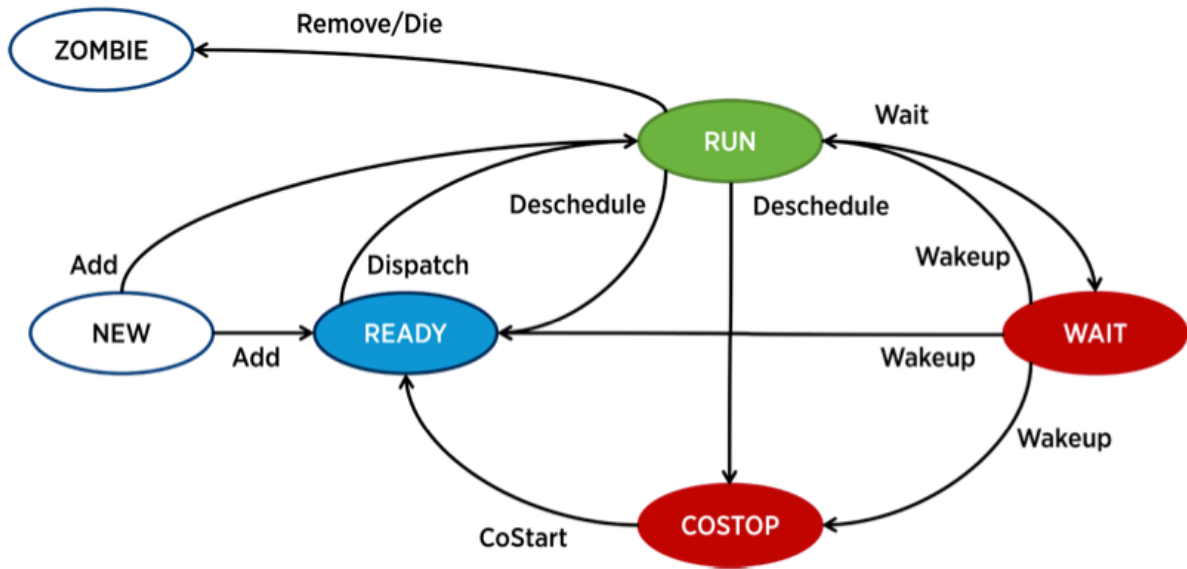 Remove/Die
ZOMBIE
Wait
RUN
Deschedule
Deschedule
Add
Dispatch
Wakeup
NEW
READY
WAIT
Add
Wakeup
Wakeup
COSTOP
CoStart